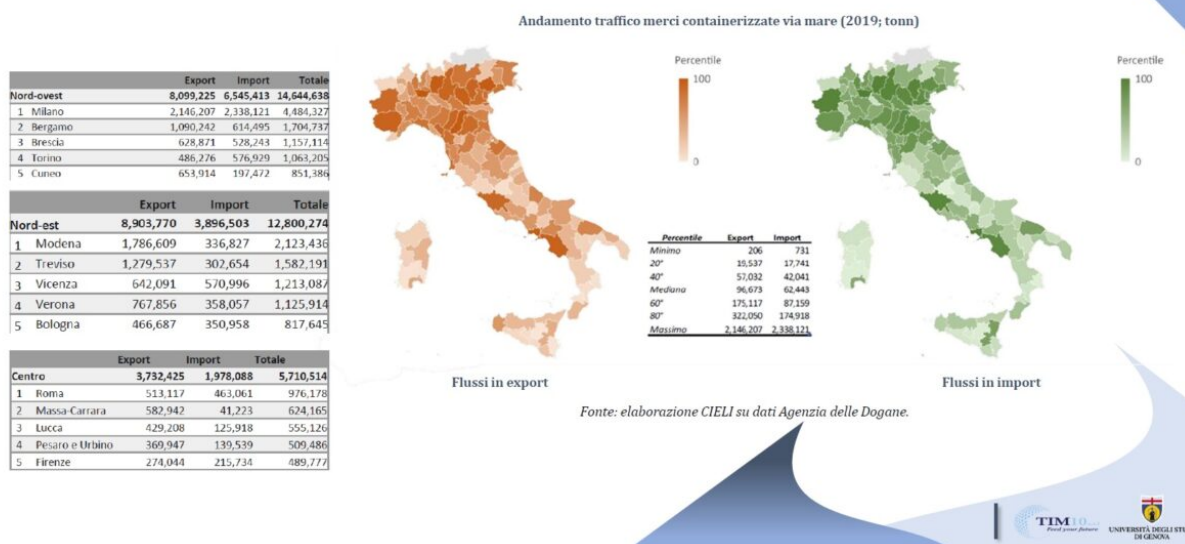 Andamento traffico merci containerizzate via mare (2019; tonn)
Export Import Totale
Nord-ovest 8,099,225 6,545,413 14,644,638
1 Milano 2,146,207 2,338,121 4,484,327
2 Bergamo 1,090,242 614,495 1,704,737
3 Brescia 628,871 528,243 1,157,114
4 Torino 486,276 576,929 1,063,205
5 Cuneo 653,914 197,472 851,386
Export Import Totale
Nord-est 8,903,770 3,896,503 12,800,274
1 Modena 1,786,609 336,827 2,123,436
2 Treviso 1,279,537 302,654 1,582,191
3 Vicenza 642,091 570,996 1,213,087
4 Verona 767,856 358,057 1,125,914
5 Bologna 466,687 350,958 817,645
Export Import Totale
Centro 3,732,425 1,978,088 5,710,514
1 Roma 513,117 463,061 976,178
2 Massa-Carrara 582,942 41,223 624,165
3 Lucca 429,208 125,918 555,126
4 Pesaro e Urbino 369,947 139,539 509,486
5 Firenze 274,044 215,734 489,777
Percentile
100
0
Percentile
100
0
Percentile Export Import
Minimo 206 731
20° 19,537 17,741
40° 57,032 42,041
Mediana 96,673 62,443
60° 175,117 87,159
80° 322,050 174,918
Massimo 2,146,207 2,338,121
Flussi in export
Flussi in import
Fonte: elaborazione CIELI su dati Agenzia delle Dogane.
TIM10
Feed your future
UNIVERSITÀ DEGLI STU
DI GENOVA